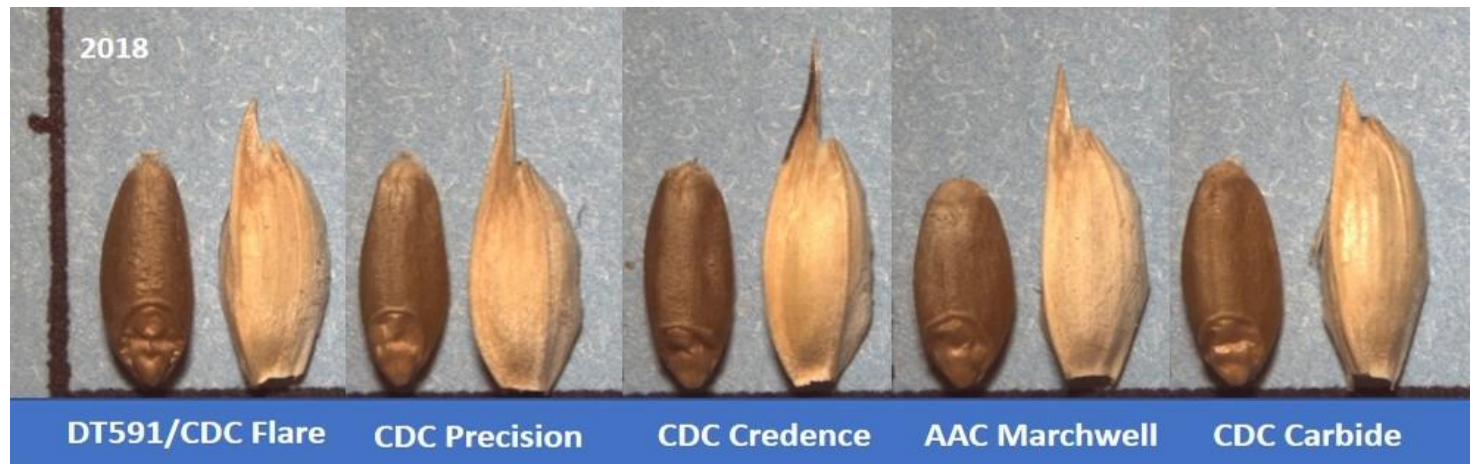 2018
DT591/CDC Flare
CDC Precision
CDC Credence
AAC Marchwell
CDC Carbide